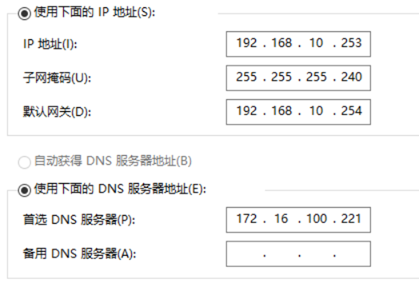 使用下面的 IP 地址(S):
IP 地址(I): 192 . 168 . 10 . 253
子网掩码(U): 255 . 255 . 255 . 240
默认网关(D): 192 . 168 . 10 . 254
自动获得 DNS 服务器地址(B)
使用下面的 DNS 服务器地址(E):
首选 DNS 服务器(P): 172 . 16 . 100 . 221
备用 DNS 服务器(A): . . .